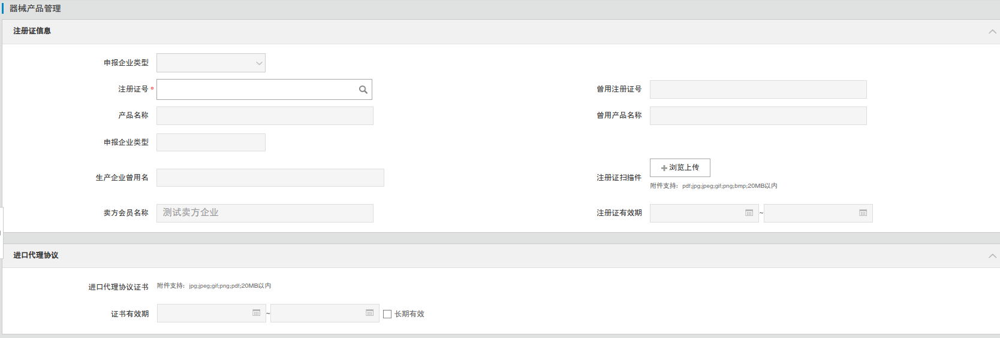 器械产品管理
注册证信息
申报企业类型
注册证号 *
曾用注册证号
产品名称
曾用产品名称
申报企业类型
生产企业曾用名
注册证扫描件
浏览上传
附件支持：pdf;jpg;jpeg;gif;png;bmp;20MB以内
卖方会员名称 测试卖方企业
注册证有效期 ~
进口代理协议
进口代理协议证书 附件支持：jpg;jpeg;gif;png;pdf;20MB以内
证书有效期 ~ 长期有效